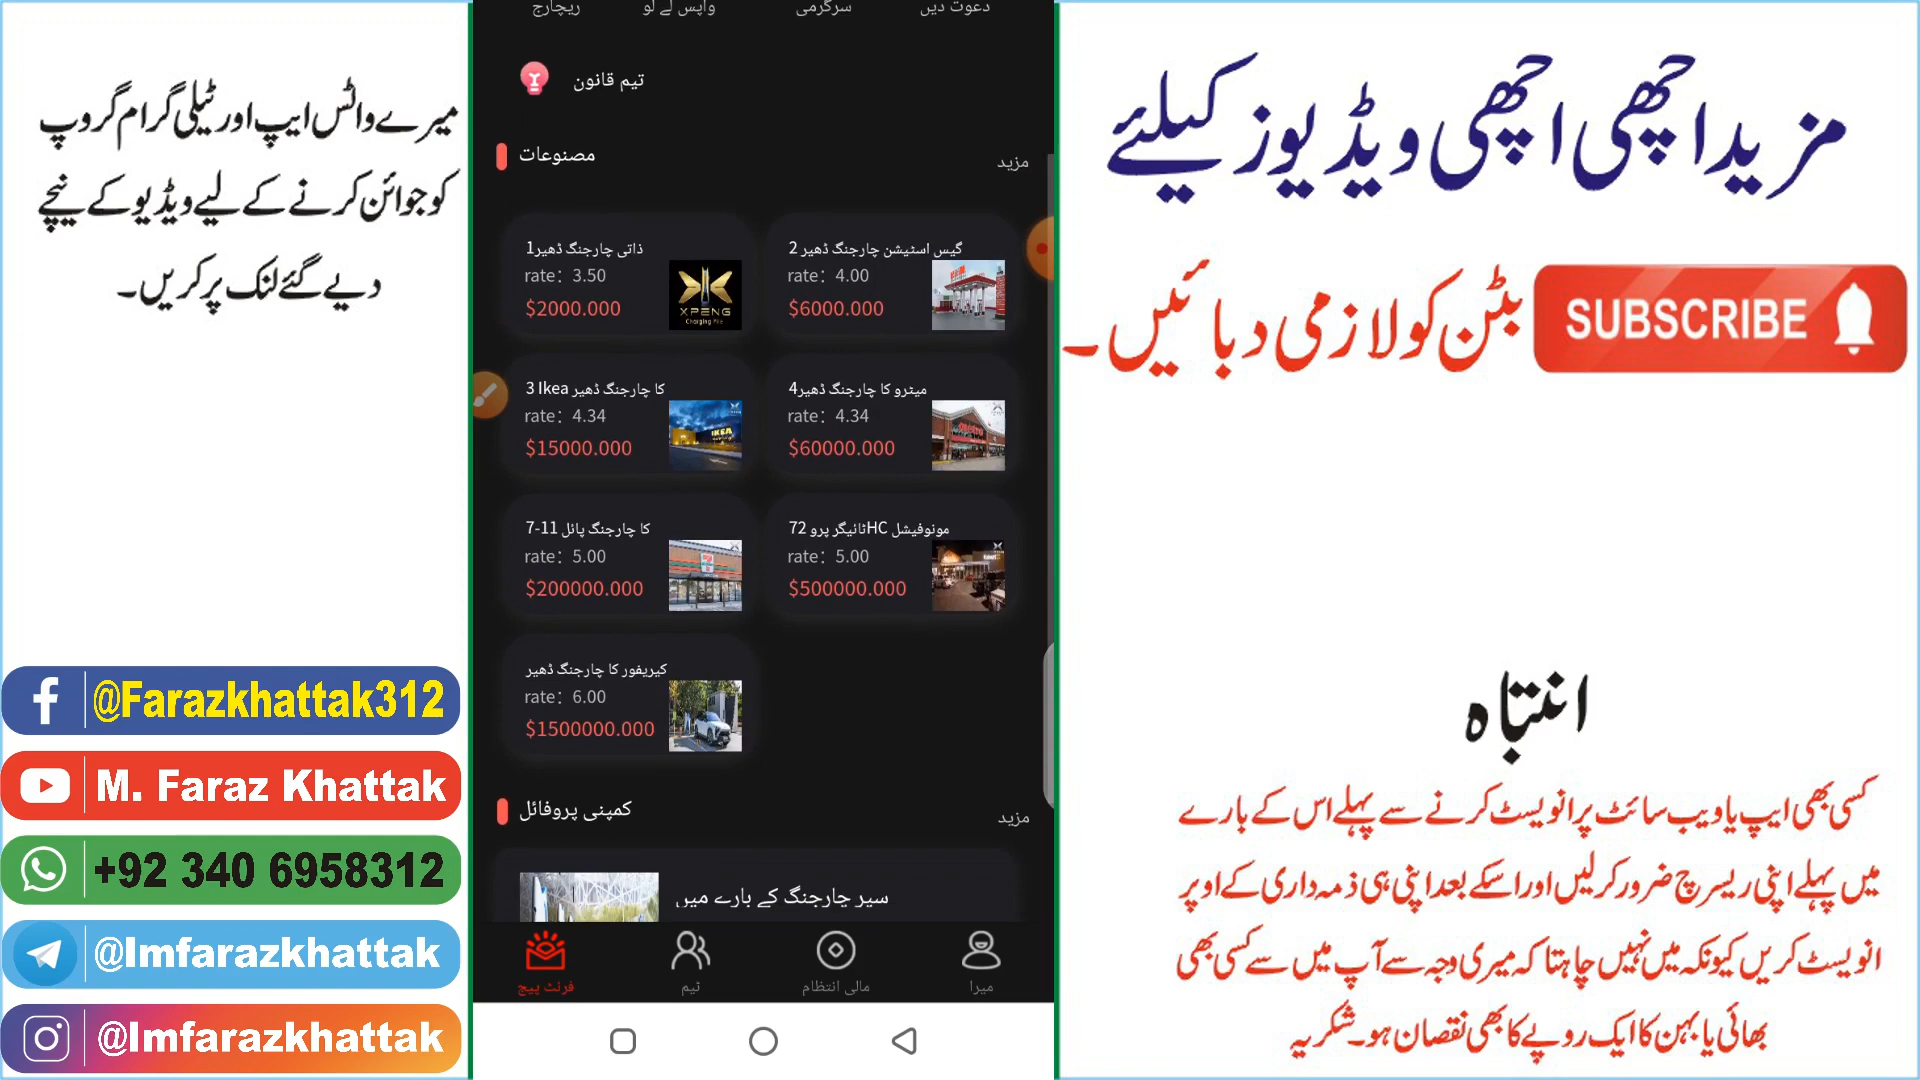 میرے واٹس ایپ اور ٹیلی گرام گروپ
کو جوائن کرنے کے لیے ویڈیو کے نیچے
دیے گئے لنک پر کریں۔
@Farazkhattak312
M. Faraz Khattak
+92 340 6958312
@Imfarazkhattak
@Imfarazkhattak
ریچارج
واپس لے لو
سرگرمی
دعوت دیں
تیم قانون
مصنوعات
مزید
ذاتی چارجنگ ڈھیر1
rate: 3.50
$2000.000
XPENG
Charging Pile
گیس اسٹیشن چارجنگ ڈھیر 2
rate: 4.00
$6000.000
3 Ikea کا چارجنگ ڈھیر
rate: 4.34
$15000.000
IKEA
میٹرو کا چارجنگ ڈھیر4
rate: 4.34
$60000.000
7-11 کا چارجنگ پائل
rate: 5.00
$200000.000
مونوفیشل HCٹائیگر پرو 72
rate: 5.00
$500000.000
کیریفور کا چارجنگ ڈھیر
rate: 6.00
$1500000.000
کمپنی پروفائل
مزید
سپر چارجنگ کے بارے میں
فرنٹ پیج
ٹیم
مالی انتظام
میرا
مزید اچھی اچھی ویڈیوز کیلئے
SUBSCRIBE بٹن کو لازمی دبائیں۔
انتباہ
کسی بھی ایپ یا ویب سائٹ پر انویسٹ کرنے سے پہلے اس کے بارے
میں پہلے اپنی ریسرچ ضرور کرلیں اور اسکے بعد اپنی ہی ذمہ داری کے اوپر
انویسٹ کریں کیونکہ میں نہیں چاہتا کہ میری وجہ سے آپ میں سے کسی بھی
بھائی یا بہن کا ایک روپے کا بھی نقصان ہو۔ شکریہ